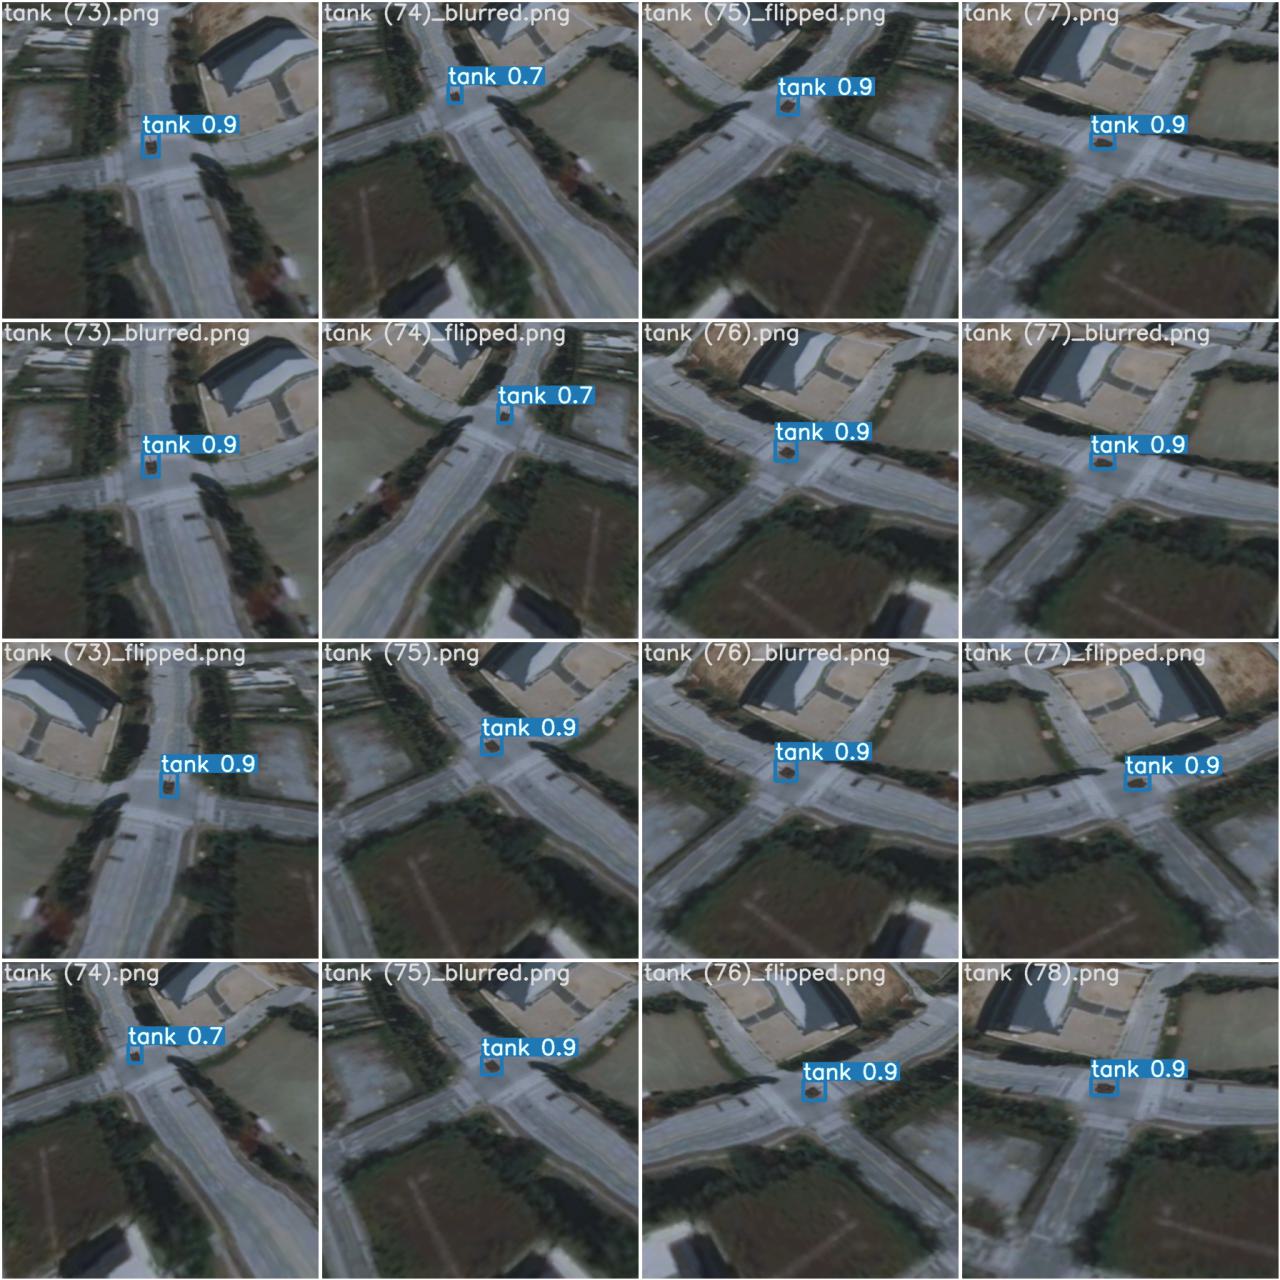 tank (73).png
tank 0.9
tank (74)_blurred.png
tank 0.7
tank (75)_flipped.png
tank 0.9
tank (77).png
tank 0.9
tank (73)_blurred.png
tank 0.9
tank (74)_flipped.png
tank 0.7
tank (76).png
tank 0.9
tank (77)_blurred.png
tank 0.9
tank (73)_flipped.png
tank 0.9
tank (75).png
tank 0.9
tank (76)_blurred.png
tank 0.9
tank (77)_flipped.png
tank 0.9
tank (74).png
tank 0.7
tank (75)_blurred.png
tank 0.9
tank (76)_flipped.png
tank 0.9
tank (78).png
tank 0.9